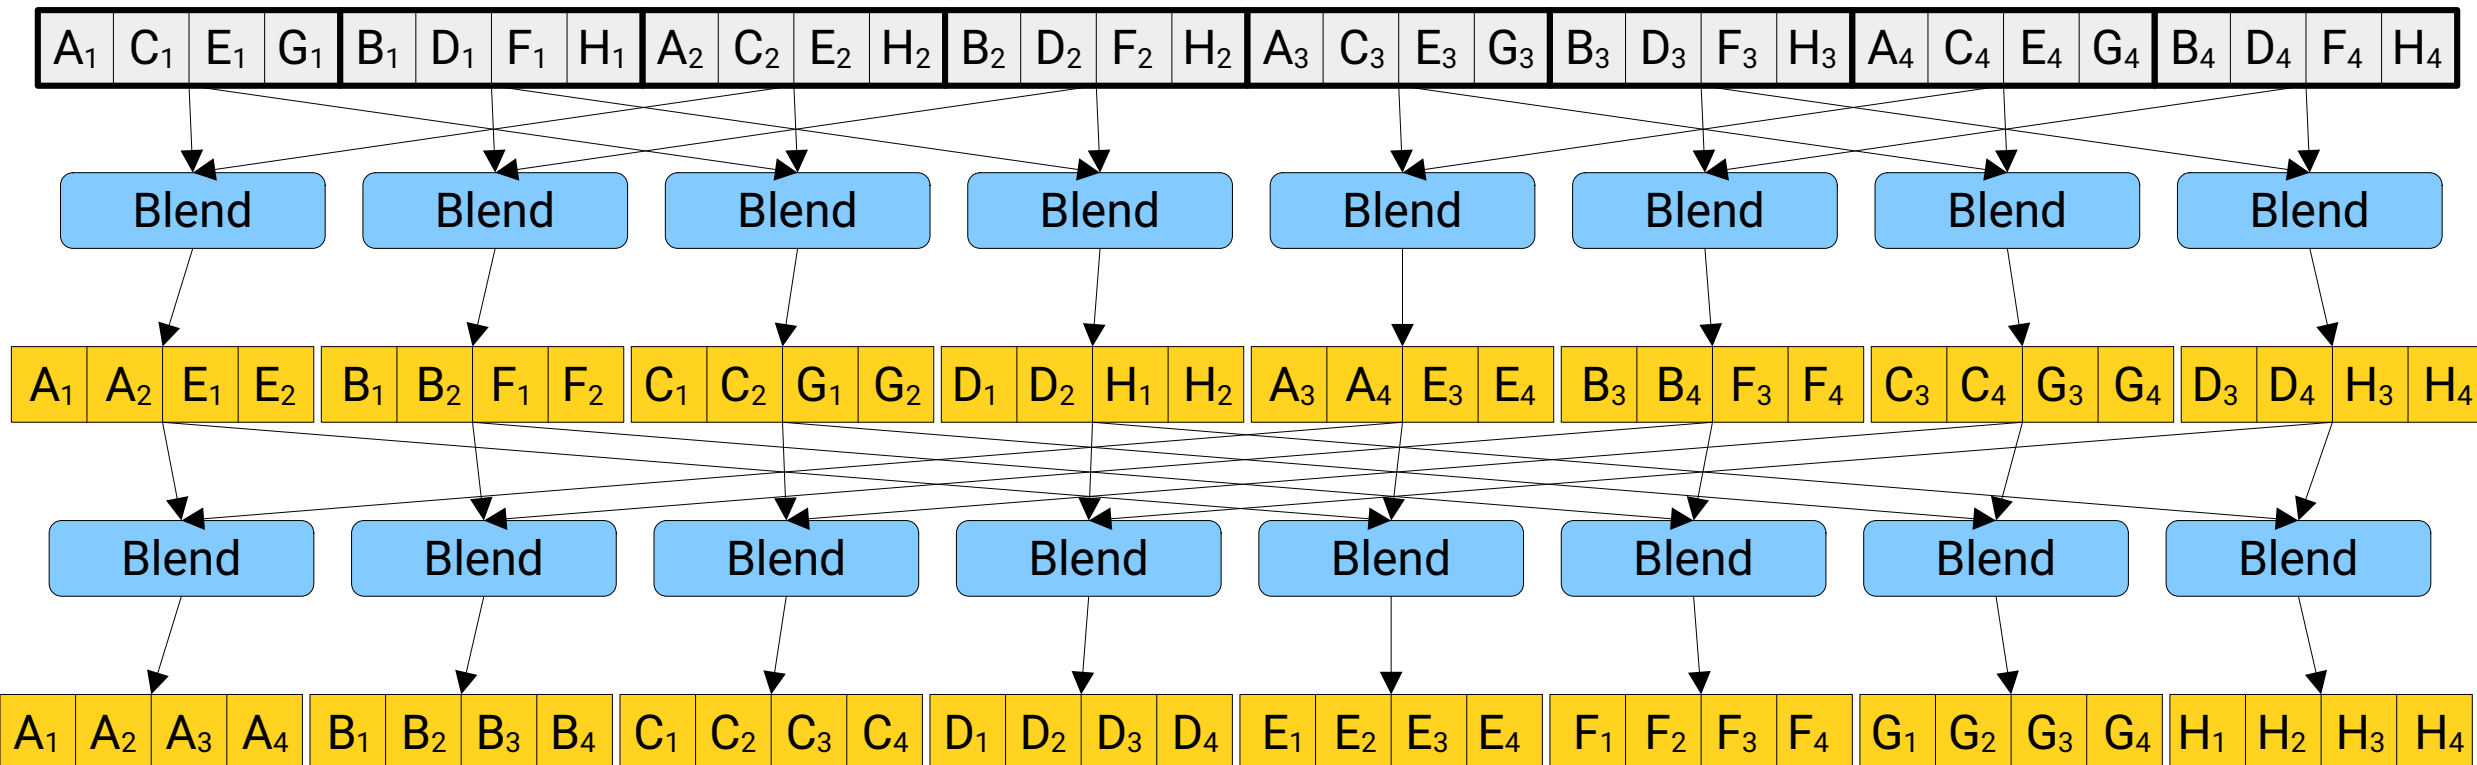 A₁ C₁ E₁ G₁ B₁ D₁ F₁ H₁ A₂ C₂ E₂ H₂ B₂ D₂ F₂ H₂ A₃ C₃ E₃ G₃ B₃ D₃ F₃ H₃ A₄ C₄ E₄ G₄ B₄ D₄ F₄ H₄
Blend Blend Blend Blend Blend Blend Blend Blend
A₁ A₂ E₁ E₂ B₁ B₂ F₁ F₂ C₁ C₂ G₁ G₂ D₁ D₂ H₁ H₂ A₃ A₄ E₃ E₄ B₃ B₄ F₃ F₄ C₃ C₄ G₃ G₄ D₃ D₄ H₃ H₄
Blend Blend Blend Blend Blend Blend Blend Blend
A₁ A₂ A₃ A₄ B₁ B₂ B₃ B₄ C₁ C₂ C₃ C₄ D₁ D₂ D₃ D₄ E₁ E₂ E₃ E₄ F₁ F₂ F₃ F₄ G₁ G₂ G₃ G₄ H₁ H₂ H₃ H₄